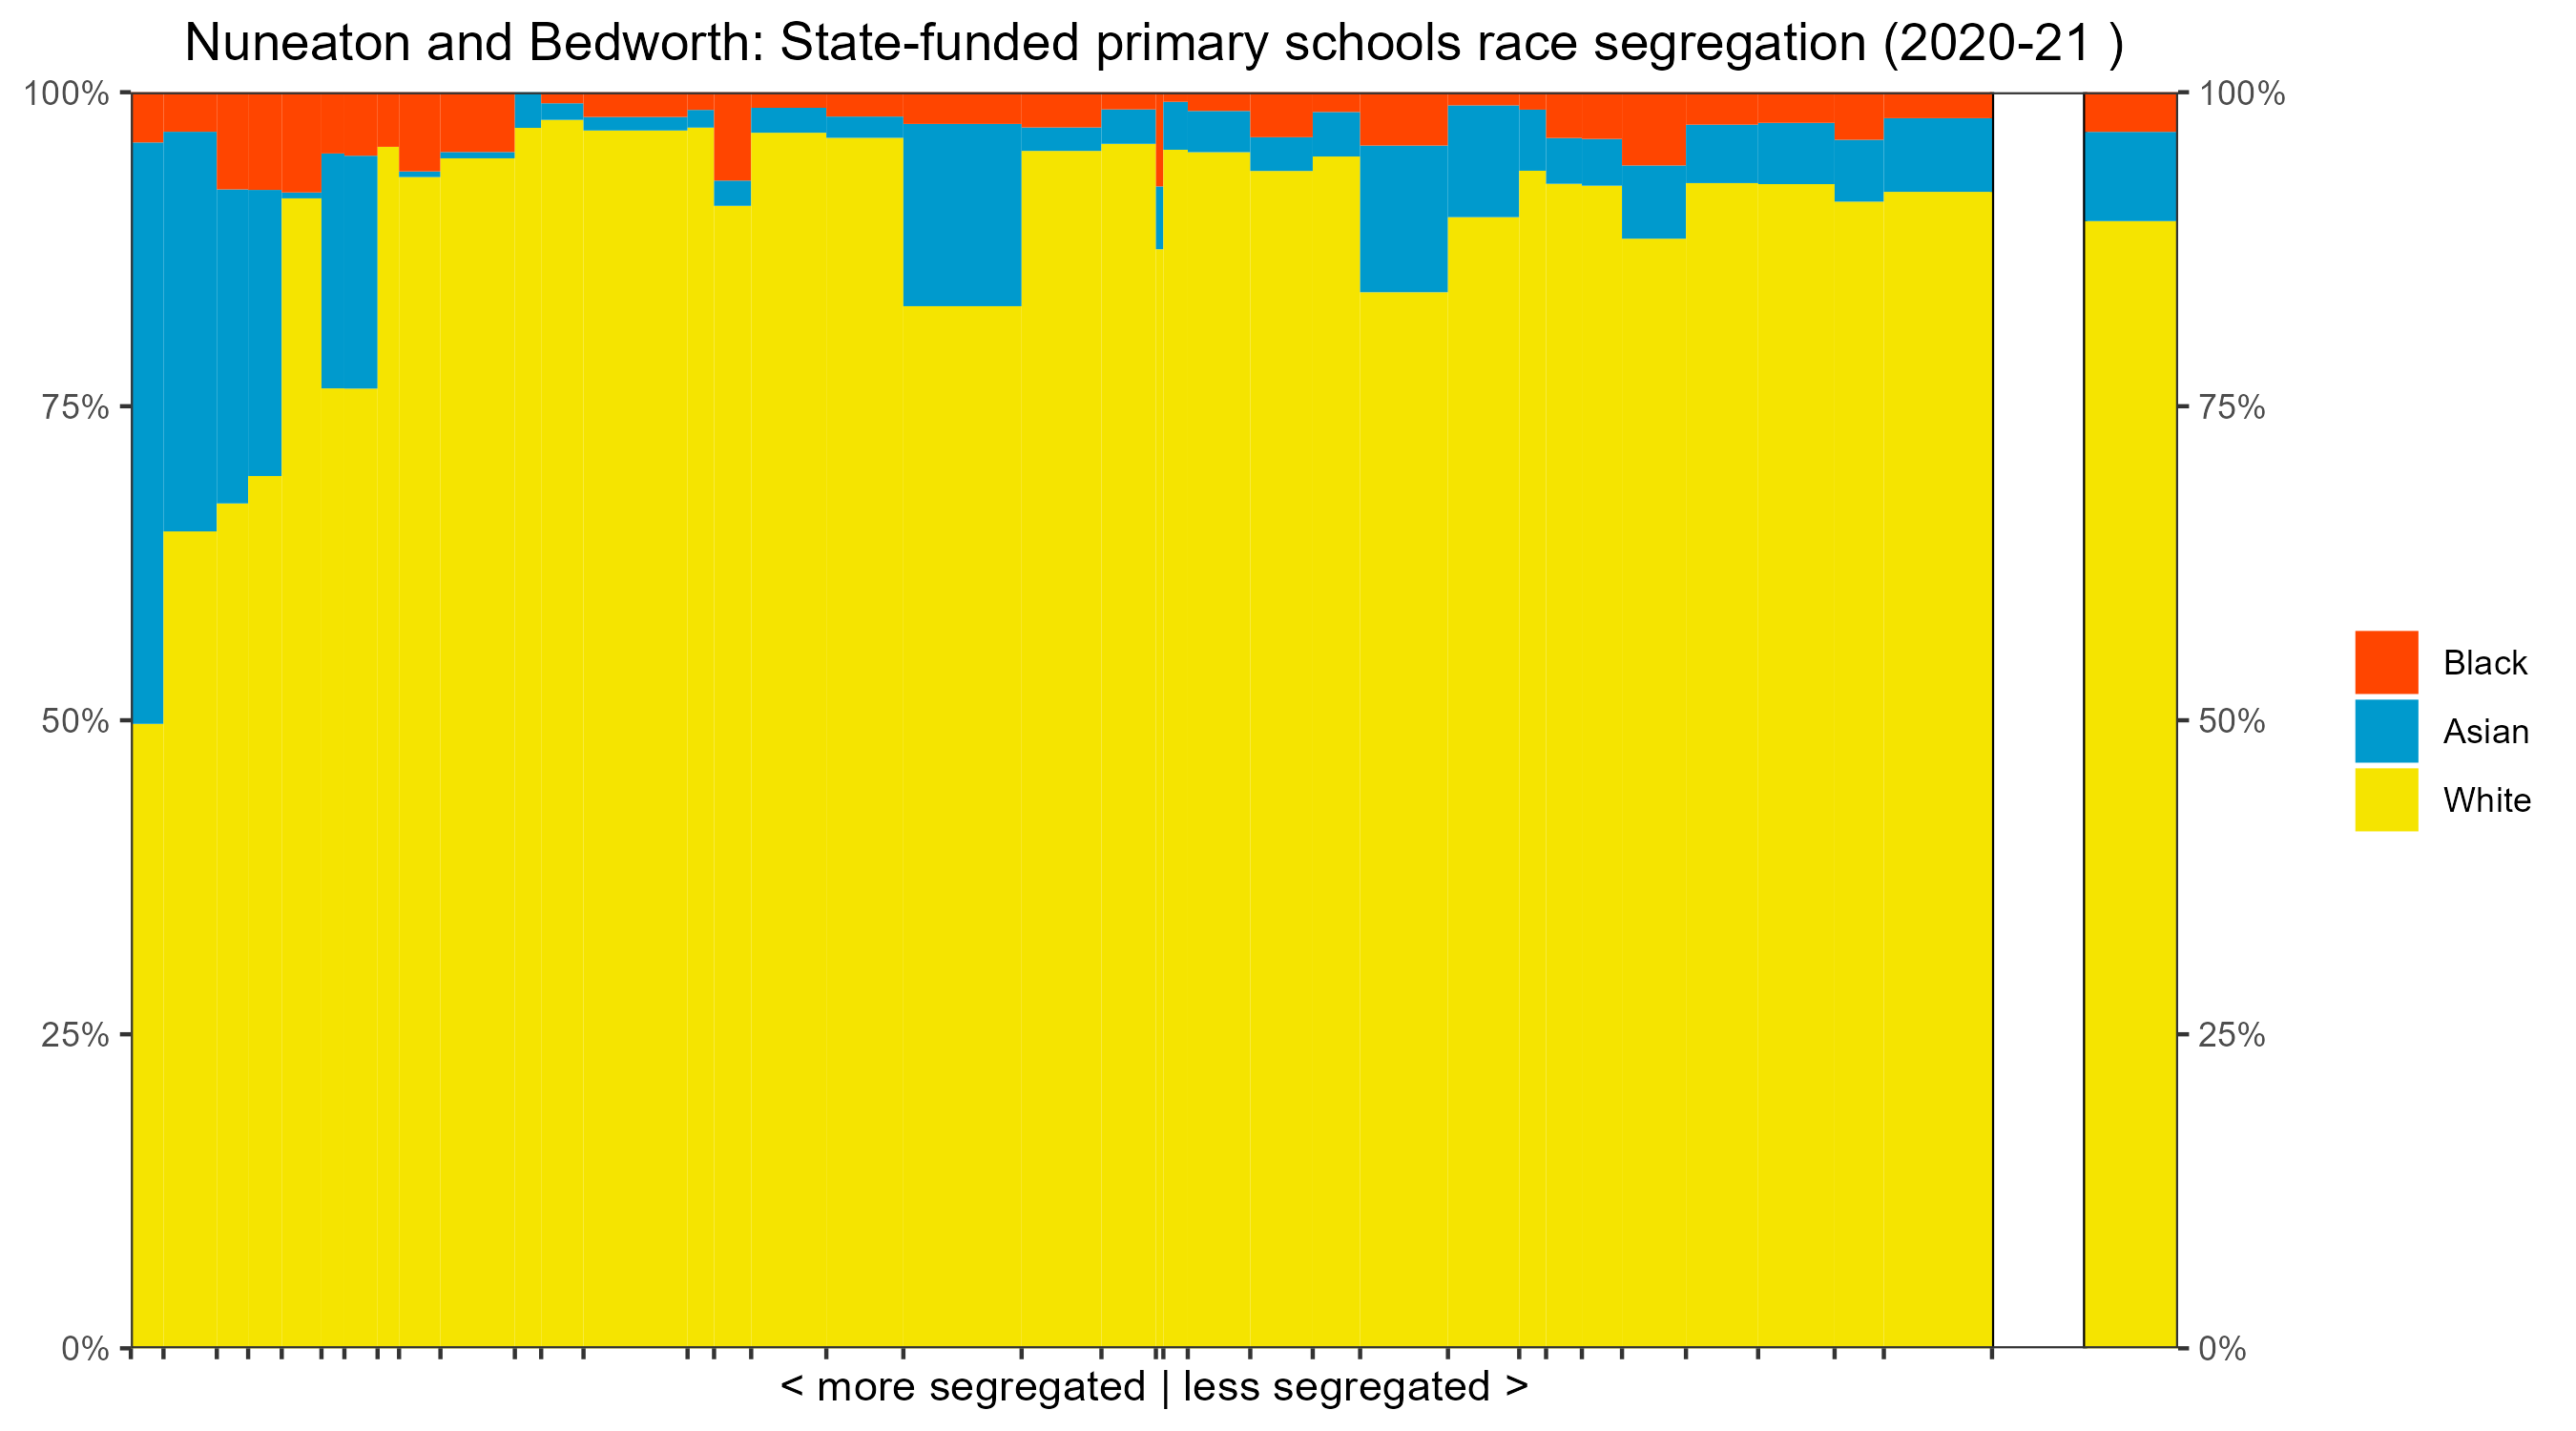 Nuneaton and Bedworth: State-funded primary schools race segregation (2020-21 )
100%
75%
50%
25%
0%
100%
75%
50%
25%
0%
Black
Asian
White
< more segregated | less segregated >